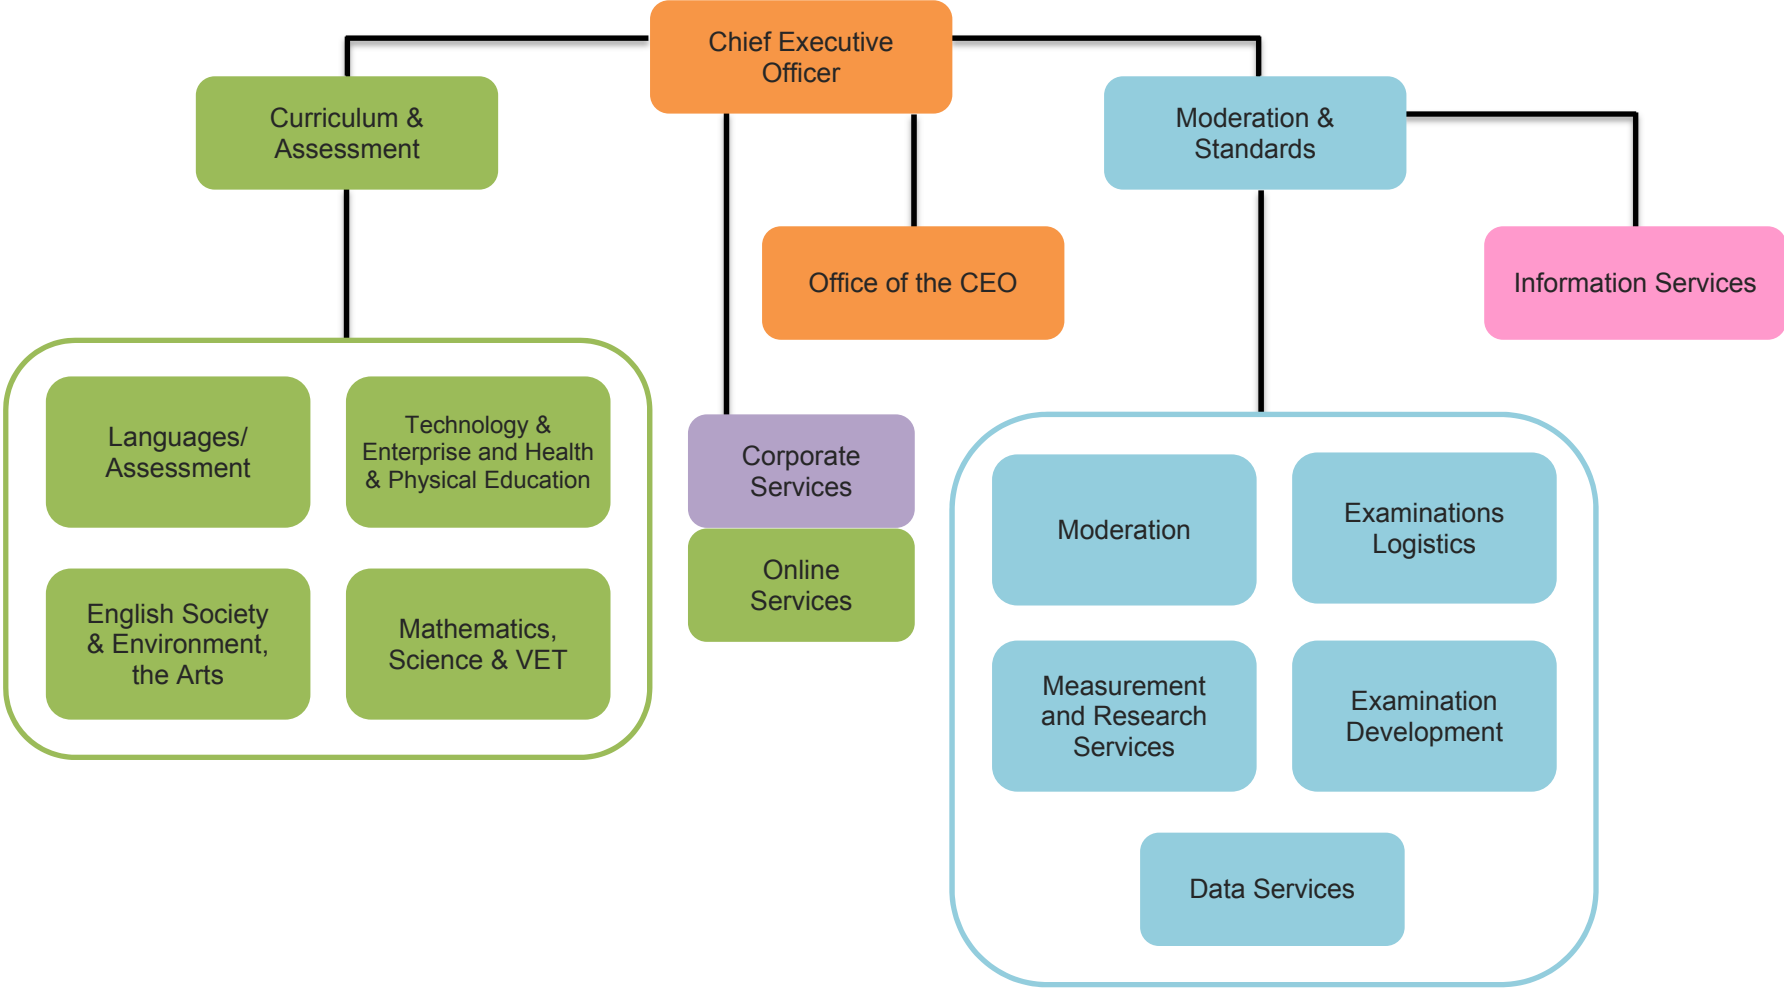 Chief Executive
Officer
Curriculum &
Assessment
Moderation &
Standards
Office of the CEO
Information Services
Languages/
Assessment
Technology &
Enterprise and Health
& Physical Education
English Society
& Environment,
the Arts
Mathematics,
Science & VET
Corporate
Services
Online
Services
Moderation
Examinations
Logistics
Measurement
and Research
Services
Examination
Development
Data Services